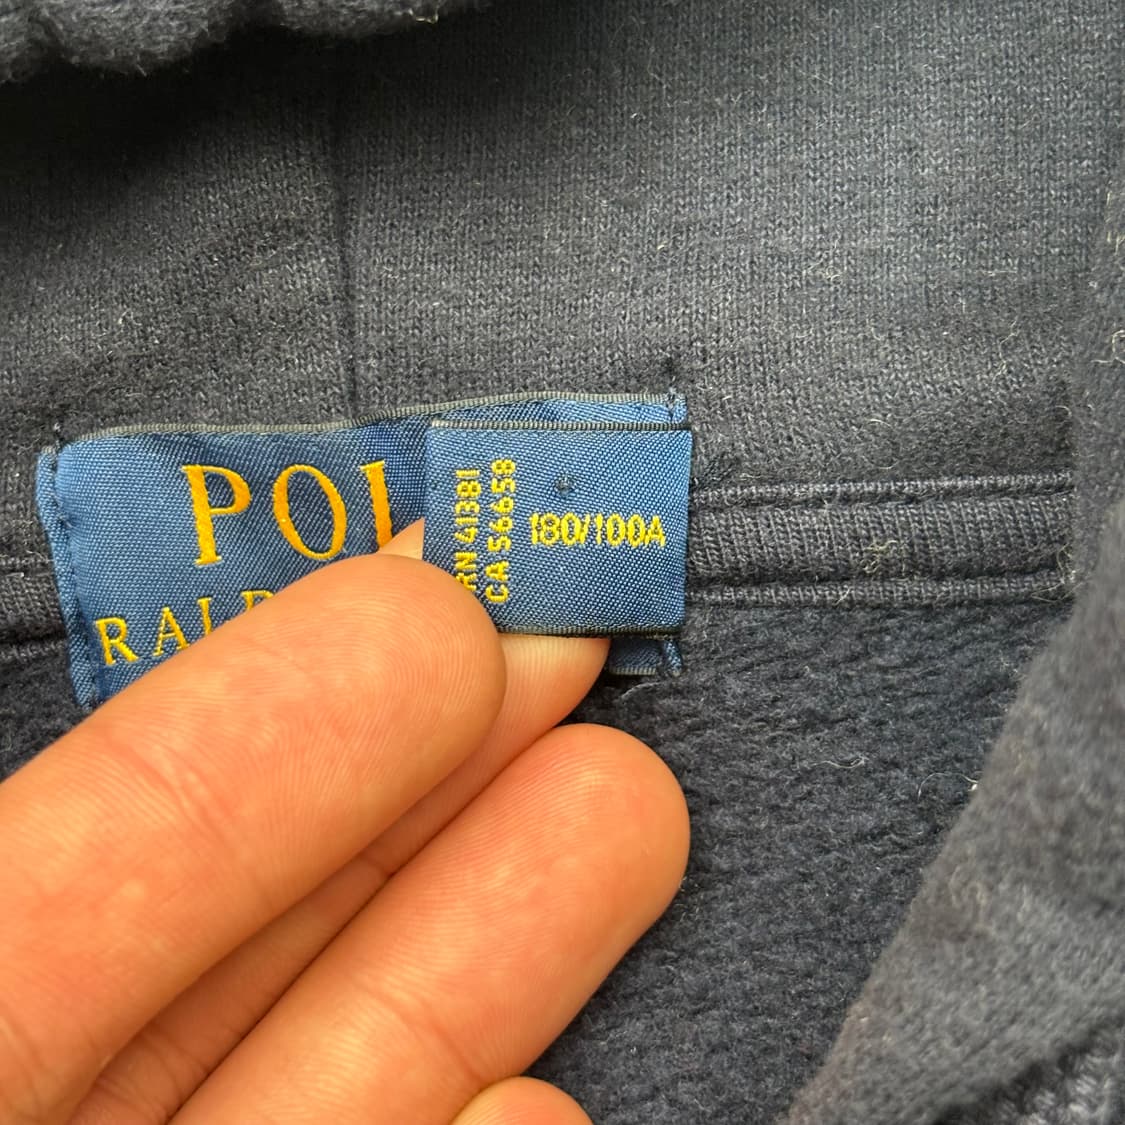 POL
RAL
RN 41381
CA 56658
180/100A